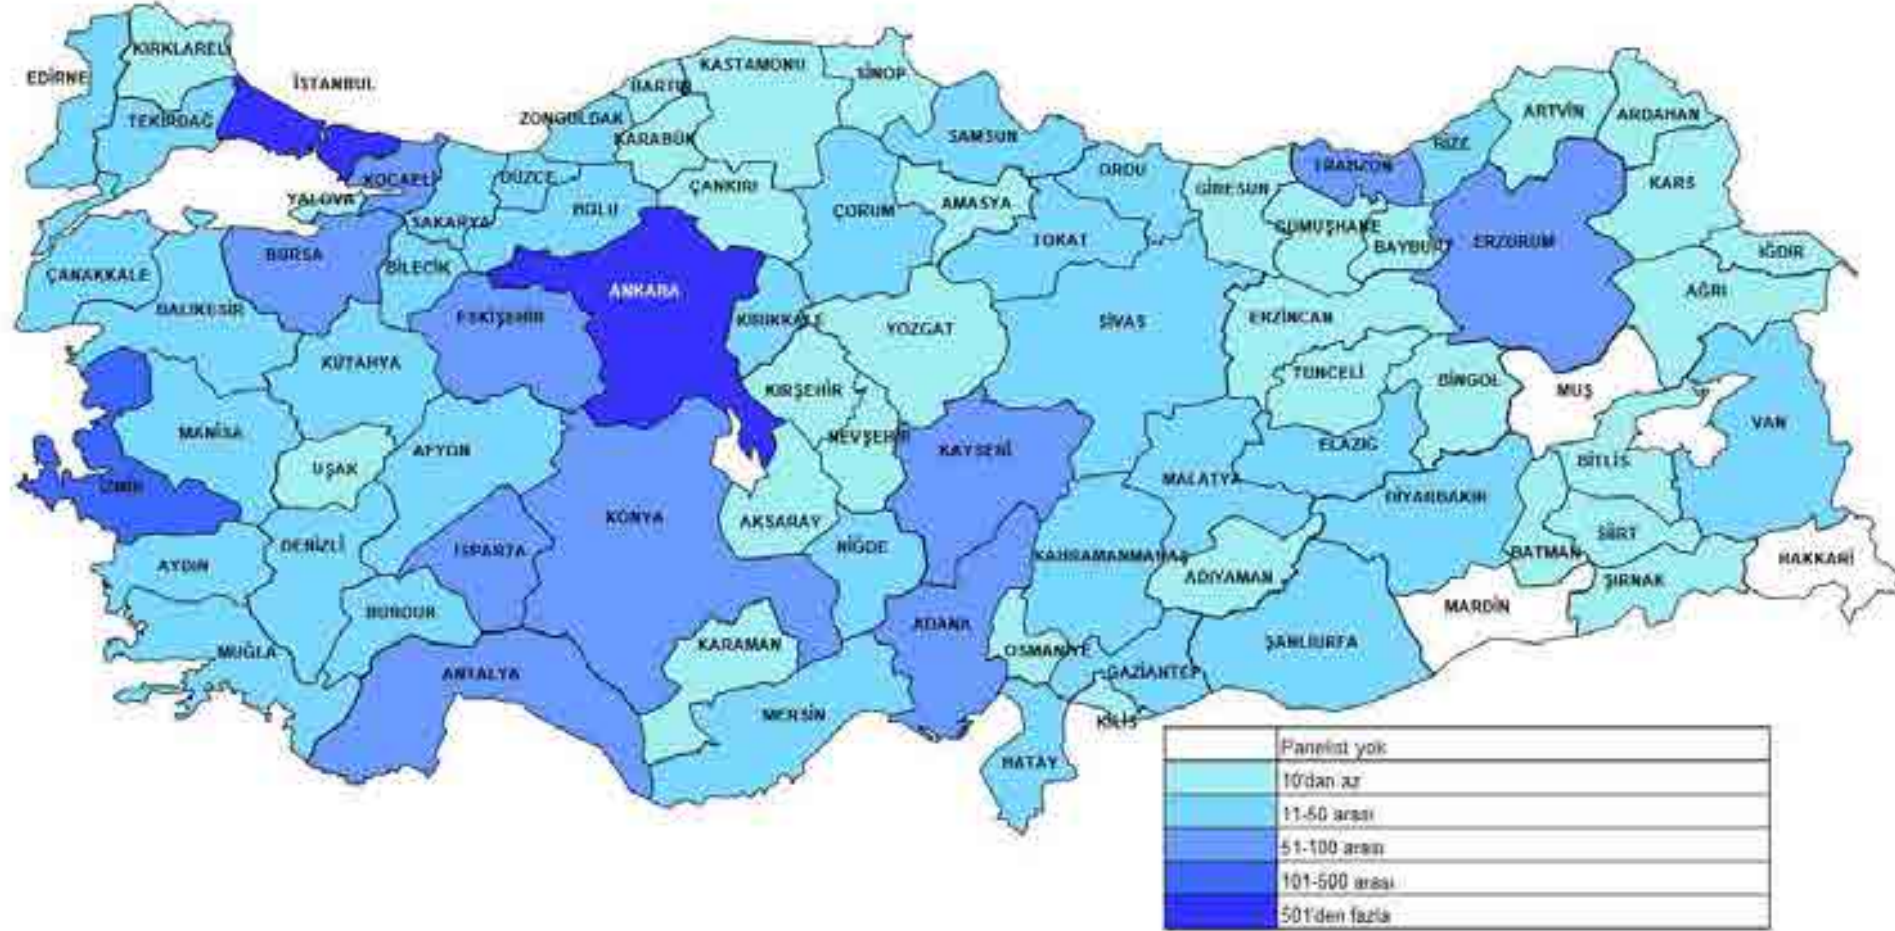 KIRKLARELİ
EDİRNE
İSTANBUL
TEKİRDAĞ
KASTAMONU
SİNOP
BARTIN
ZONGULDAK
KARABÜK
SAMSUN
ARTVİN
ARDAHAN
RİZE
TRABZON
ORDU
GİRESUN
KARS
KOCAELİ
DÜZCE
YALOVA
SAKARYA
BOLU
ÇANKIRI
ÇORUM
AMASYA
TOKAT
GÜMÜŞHANE
BAYBURT
ERZURUM
IĞDIR
AĞRI
ÇANAKKALE
BURSA
BİLECİK
BALIKESİR
ESKİŞEHİR
ANKARA
KIRIKKALE
YOZGAT
SİVAS
ERZİNCAN
KÜTAHYA
KIRŞEHİR
TUNCELİ
BİNGÖL
MUŞ
MANİSA
UŞAK
AFYON
NEVŞEHİR
KAYSENİ
ELAZIĞ
VAN
BİTLİS
İZMİR
KONYA
AKSARAY
MALATYA
DİYARBAKIR
SİİRT
AYDIN
DENİZLİ
ISPARTA
NİĞDE
KAHRAMANMARAŞ
ADIYAMAN
BATMAN
ŞIRNAK
HAKKARİ
MARDİN
BURDUR
MUĞLA
ANTALYA
KARAMAN
ADANA
OSMANİYE
GAZİANTEP
ŞANLIURFA
MERSİN
KİLİS
HATAY
Panelist yok
10'dan az
11-50 arası
51-100 arası
101-500 arası
501'den fazla